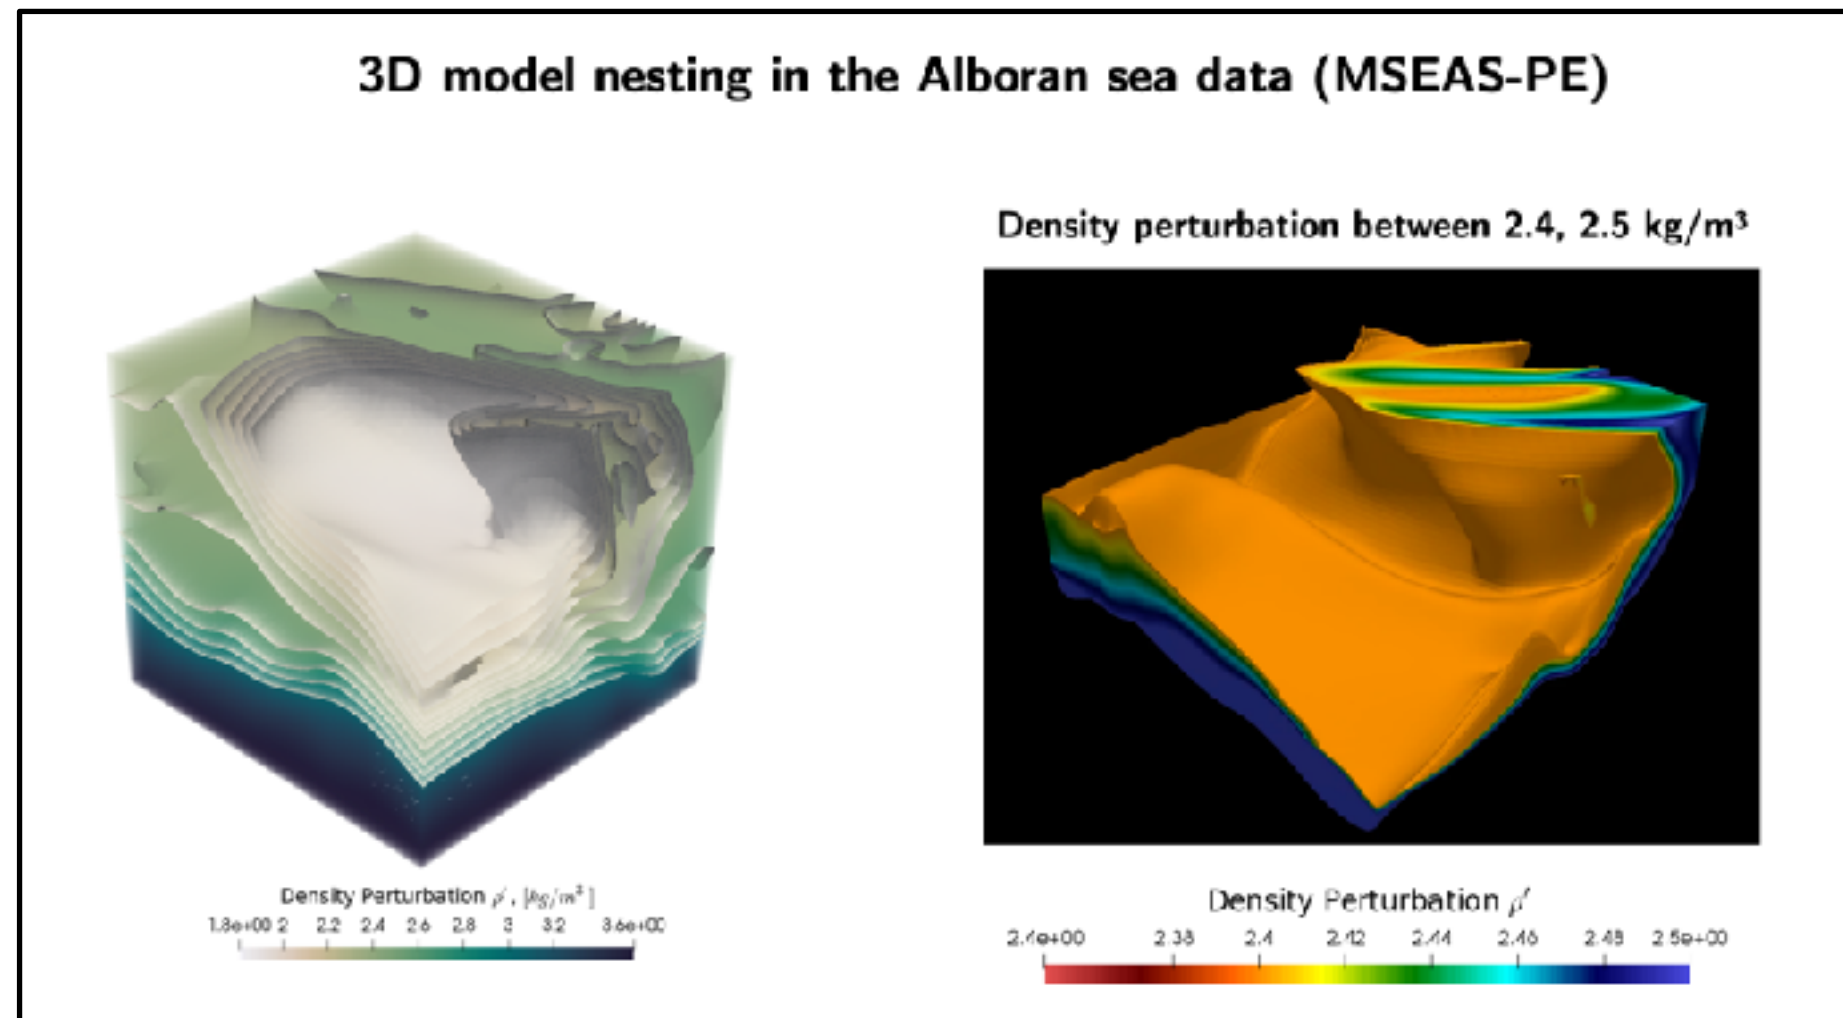 3D model nesting in the Alboran sea data (MSEAS-PE)
Density perturbation between 2.4, 2.5 kg/m³
Density Perturbation ρ′, [kg/m³]
1.8e+00 2 2.2 2.4 2.6 2.8 3 3.2 3.6e+00
Density Perturbation ρ′
2.4e+00 2.38 2.4 2.42 2.44 2.46 2.48 2.5e+00